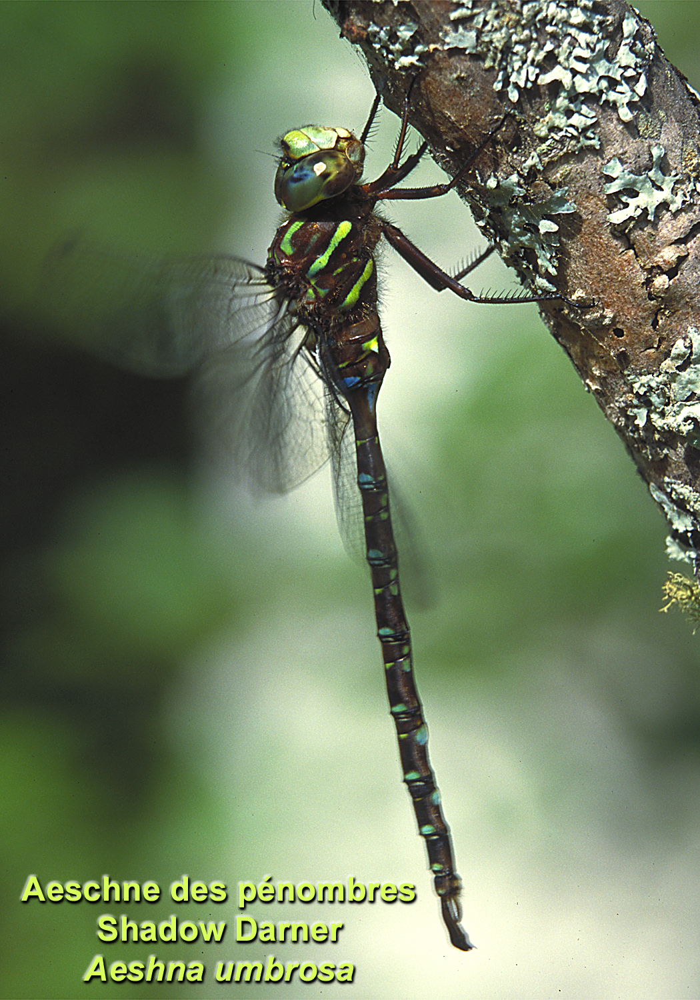 Aeschne des pénombres
Shadow Darner
Aeshna umbrosa